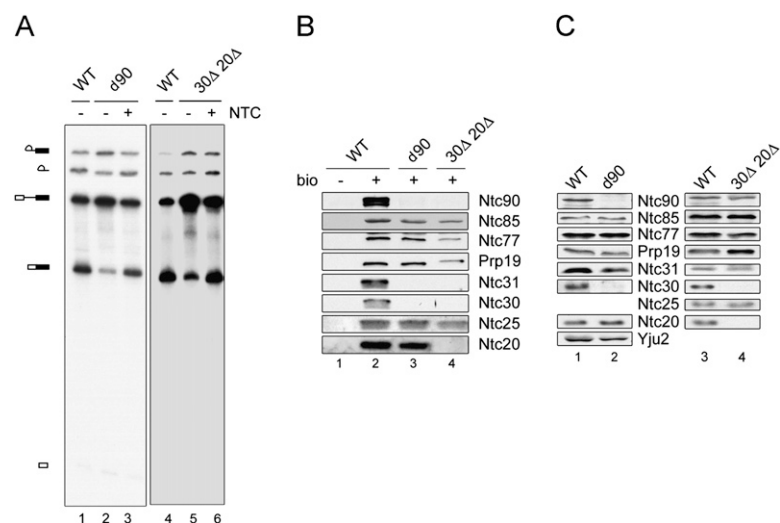 A
WT d90 WT 30Δ 20Δ
- - + - - + NTC
1 2 3 4 5 6
B
WT d90 30Δ 20Δ
bio - + + +
Ntc90
Ntc85
Ntc77
Prp19
Ntc31
Ntc30
Ntc25
Ntc20
1 2 3 4
C
WT d90 WT 30Δ 20Δ
Ntc90
Ntc85
Ntc77
Prp19
Ntc31
Ntc30
Ntc25
Ntc20
Yju2
1 2 3 4